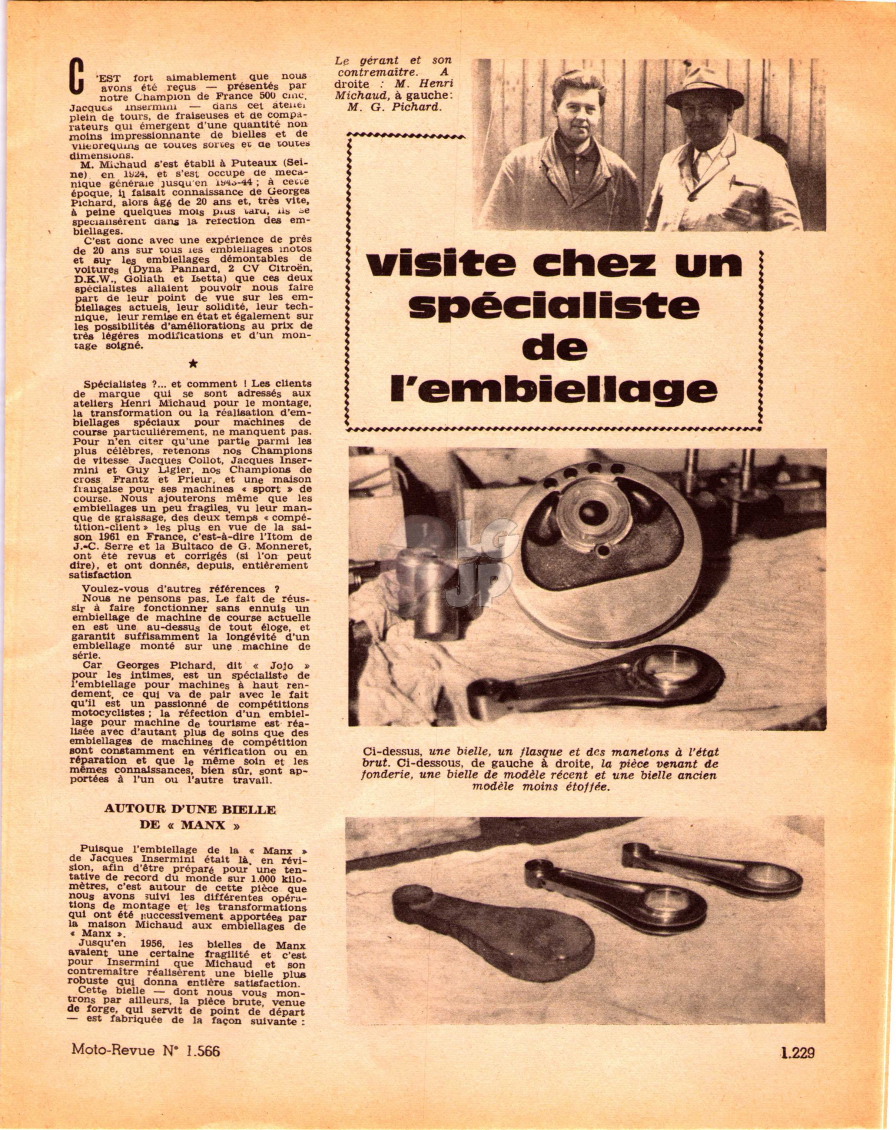 C'EST fort aimablement que nous
avons été reçus — présentés par
notre Champion de France 500 cmc.
Jacques Insermini — dans cet atelier
plein de tours, de fraiseuses et de compa-
rateurs qui émergent d'une quantité non
moins impressionnante de bielles et de
vilebrequins de toutes sortes et de toutes
dimensions.
M. Michaud s'est établi à Puteaux (Sei-
ne) en 1924, et s'est occupé de méca-
nique générale jusqu'en 1943-44 ; à cette
époque, il faisait connaissance de Georges
Pichard, alors âgé de 20 ans et, très vite,
à peine quelques mois plus tard, ils se
spécialisèrent dans la réfection des em-
biellages.
C'est donc avec une expérience de près
de 20 ans sur tous les embiellages motos
et sur les embiellages démontables de
voitures (Dyna Pannard, 2 CV Citroën,
D.K.W., Goliath et Isetta) que ces deux
spécialistes allaient pouvoir nous faire
part de leur point de vue sur les em-
biellages actuels, leur solidité, leur tech-
nique, leur remise en état et également sur
les possibilités d'améliorations au prix de
très légères modifications et d'un mon-
tage soigné.
★
Spécialistes ?... et comment ! Les clients
de marque qui se sont adressés aux
ateliers Henri Michaud pour le montage,
la transformation ou la réalisation d'em-
biellages spéciaux pour machines de
course particulièrement, ne manquent pas.
Pour n'en citer qu'une partie parmi les
plus célèbres, retenons nos Champions
de vitesse Jacques Collot, Jacques Inser-
mini et Guy Ligier, nos Champions de
cross Frantz et Prieur, et une maison
française pour ses machines « sport » de
course. Nous ajouterons même que les
embiellages un peu fragiles, vu leur man-
que de graissage, des deux temps « compé-
tition-client » les plus en vue de la sai-
son 1961 en France, c'est-à-dire l'Itom de
J.-C. Serre et la Bultaco de G. Monneret,
ont été revus et corrigés (si l'on peut
dire), et ont donnés, depuis, entièrement
satisfaction
Voulez-vous d'autres références ?
Nous ne pensons pas. Le fait de réus-
sir à faire fonctionner sans ennuis un
embiellage de machine de course actuelle
en est une au-dessus de tout éloge, et
garantit suffisamment la longévité d'un
embiellage monté sur une machine de
série.
Car Georges Pichard, dit « Jojo »
pour les intimes, est un spécialiste de
l'embiellage pour machines à haut ren-
dement, ce qui va de pair avec le fait
qu'il est un passionné de compétitions
motocyclistes ; la réfection d'un embiel-
lage pour machine de tourisme est réa-
lisée avec d'autant plus de soins que des
embiellages de machines de compétition
sont constamment en vérification ou en
réparation et que le même soin et les
mêmes connaissances, bien sûr, sont ap-
portées à l'un ou l'autre travail.
AUTOUR D'UNE BIELLE
DE « MANX »
Puisque l'embiellage de la « Manx »
de Jacques Insermini était là, en révi-
sion, afin d'être préparé pour une ten-
tative de record du monde sur 1.000 kilo-
mètres, c'est autour de cette pièce que
nous avons suivi les différentes opéra-
tions de montage et les transformations
qui ont été successivement apportées par
la maison Michaud aux embiellages de
« Manx ».
Jusqu'en 1956, les bielles de Manx
avaient une certaine fragilité et c'est
pour Insermini que Michaud et son
contremaître réalisèrent une bielle plus
robuste qui donna entière satisfaction.
Cette bielle — dont nous vous mon-
trons par ailleurs, la pièce brute, venue
de forge, qui servit de point de départ
— est fabriquée de la façon suivante :
Le gérant et son
contremaître. A
droite : M. Henri
Michaud, à gauche :
M. G. Pichard.
visite chez un
spécialiste
de
l'embiellage
LG
JP
Ci-dessus, une bielle, un flasque et des manetons à l'état
brut. Ci-dessous, de gauche à droite, la pièce venant de
fonderie, une bielle de modèle récent et une bielle ancien
modèle moins étoffée.
Moto-Revue N° 1.566
1.229